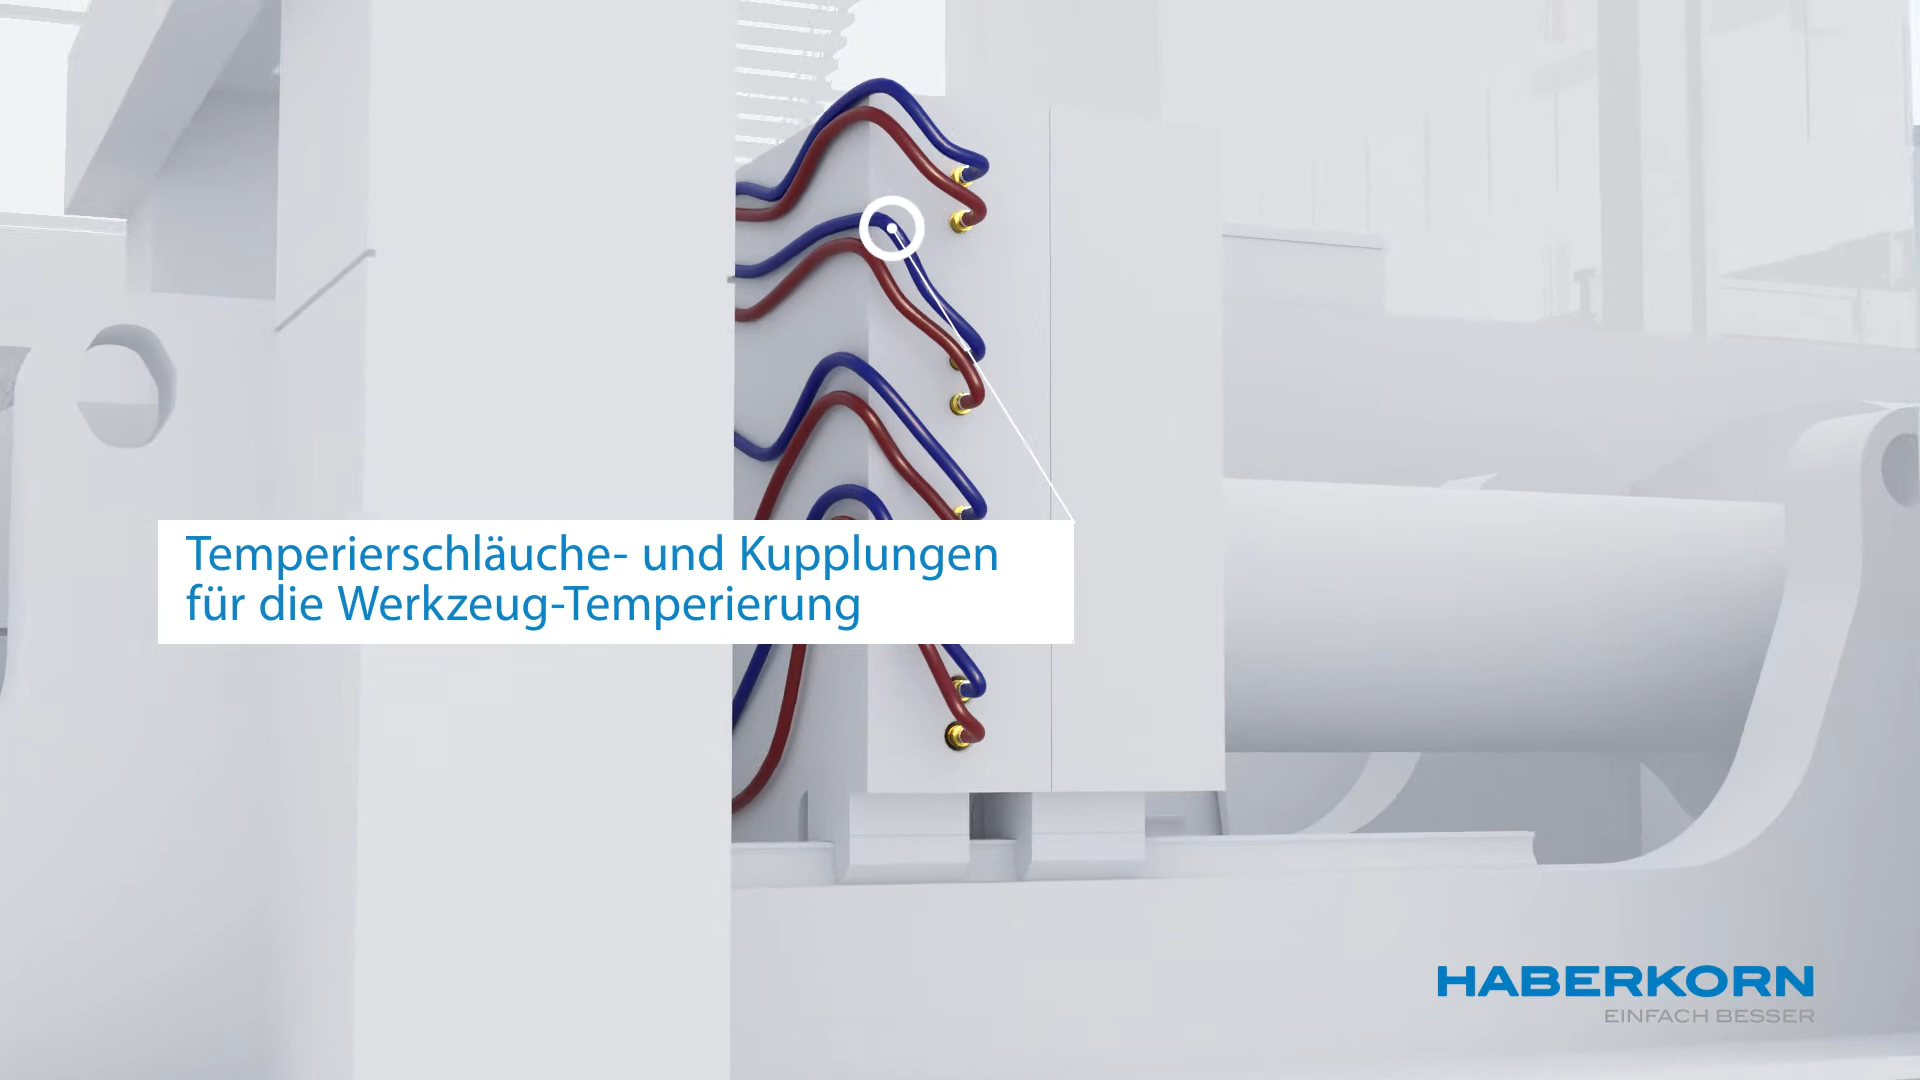 Temperierschläuche- und Kupplungen
für die Werkzeug-Temperierung
HABERKORN
EINFACH BESSER